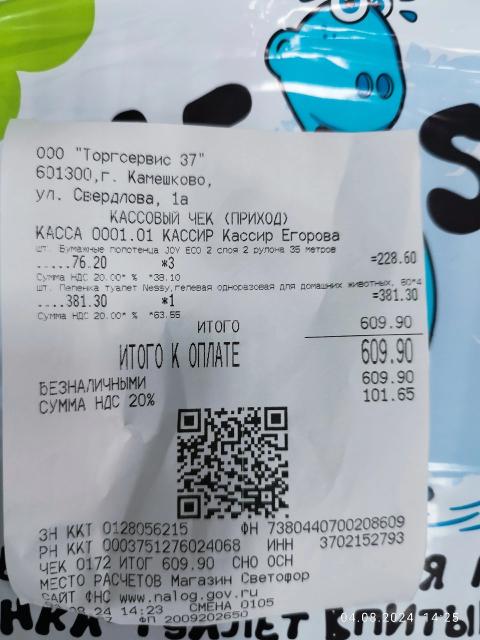 ООО "Торгсервис 37"
601300,г. Камешково,
ул. Свердлова, 1а
КАССОВЫЙ ЧЕК (ПРИХОД)
КАССА 0001.01 КАССИР Кассир Егорова
шт. Бумажные полотенца JOY ECO 2 слоя 2 рулона 35 метров
.....76.20 *3 =228.60
Сумма НДС 20.00* % *38.10
шт. Пеленка туалет Nessy,гелевая одноразовая для домашних животных, 60*4
....381.30 *1 =381.30
Сумма НДС 20.00* % *63.55
ИТОГО 609.90
ИТОГО К ОПЛАТЕ 609.90
БЕЗНАЛИЧНЫМИ 609.90
СУММА НДС 20% 101.65
ЗН ККТ 0128056215 ФН 7380440700208609
РН ККТ 0003751276024068 ИНН 3702152793
ЧЕК 0172 ИТОГ 609.90 СНО ОСН
МЕСТО РАСЧЕТОВ Магазин Светофор
САЙТ ФНС www.nalog.gov.ru
08.24 14:23 СМЕНА 0105
ФП 2009202650
04.08.2024 14:25